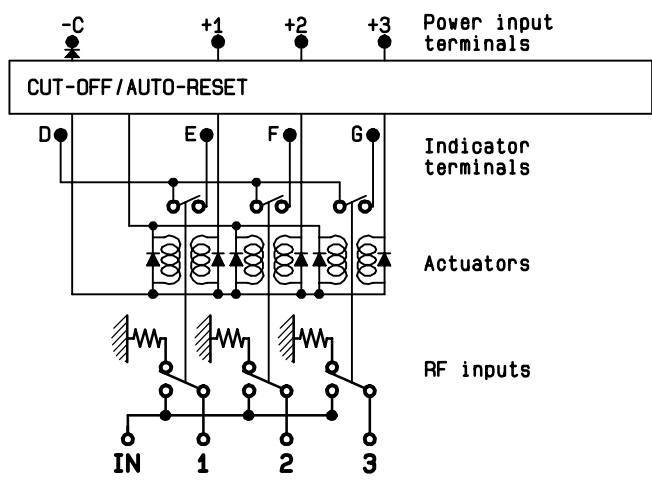 -C +1 +2 +3 Power input
terminals
CUT-OFF/AUTO-RESET
D E F G Indicator
terminals
Actuators
RF inputs
IN 1 2 3